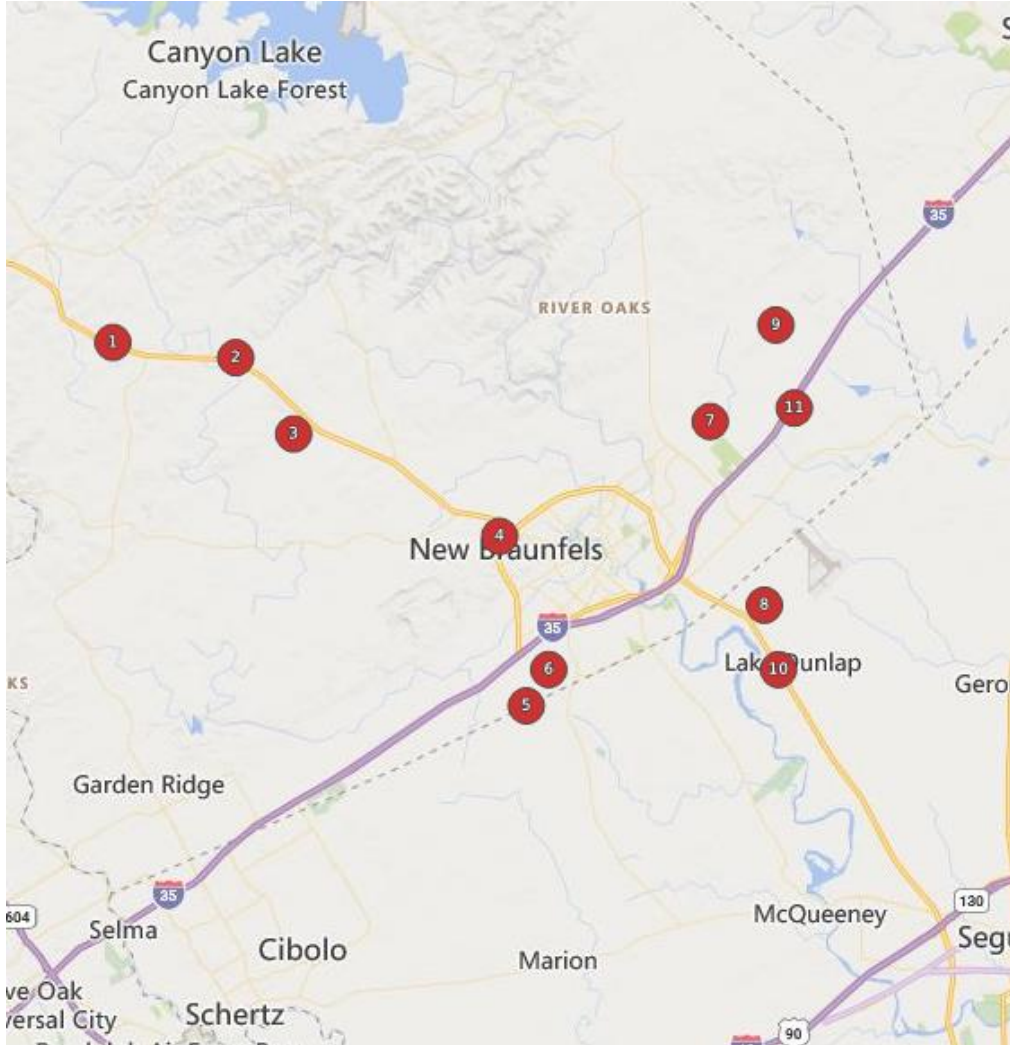 Canyon Lake
Canyon Lake Forest
35
RIVER OAKS
9
1
2
11
7
3
4
New Braunfels
8
35
Lake Dunlap
6
10
KS
Gero
5
Garden Ridge
35
130
604
McQueeney
Selma
Cibolo
Segu
Marion
ve Oak
versal City
Schertz
90